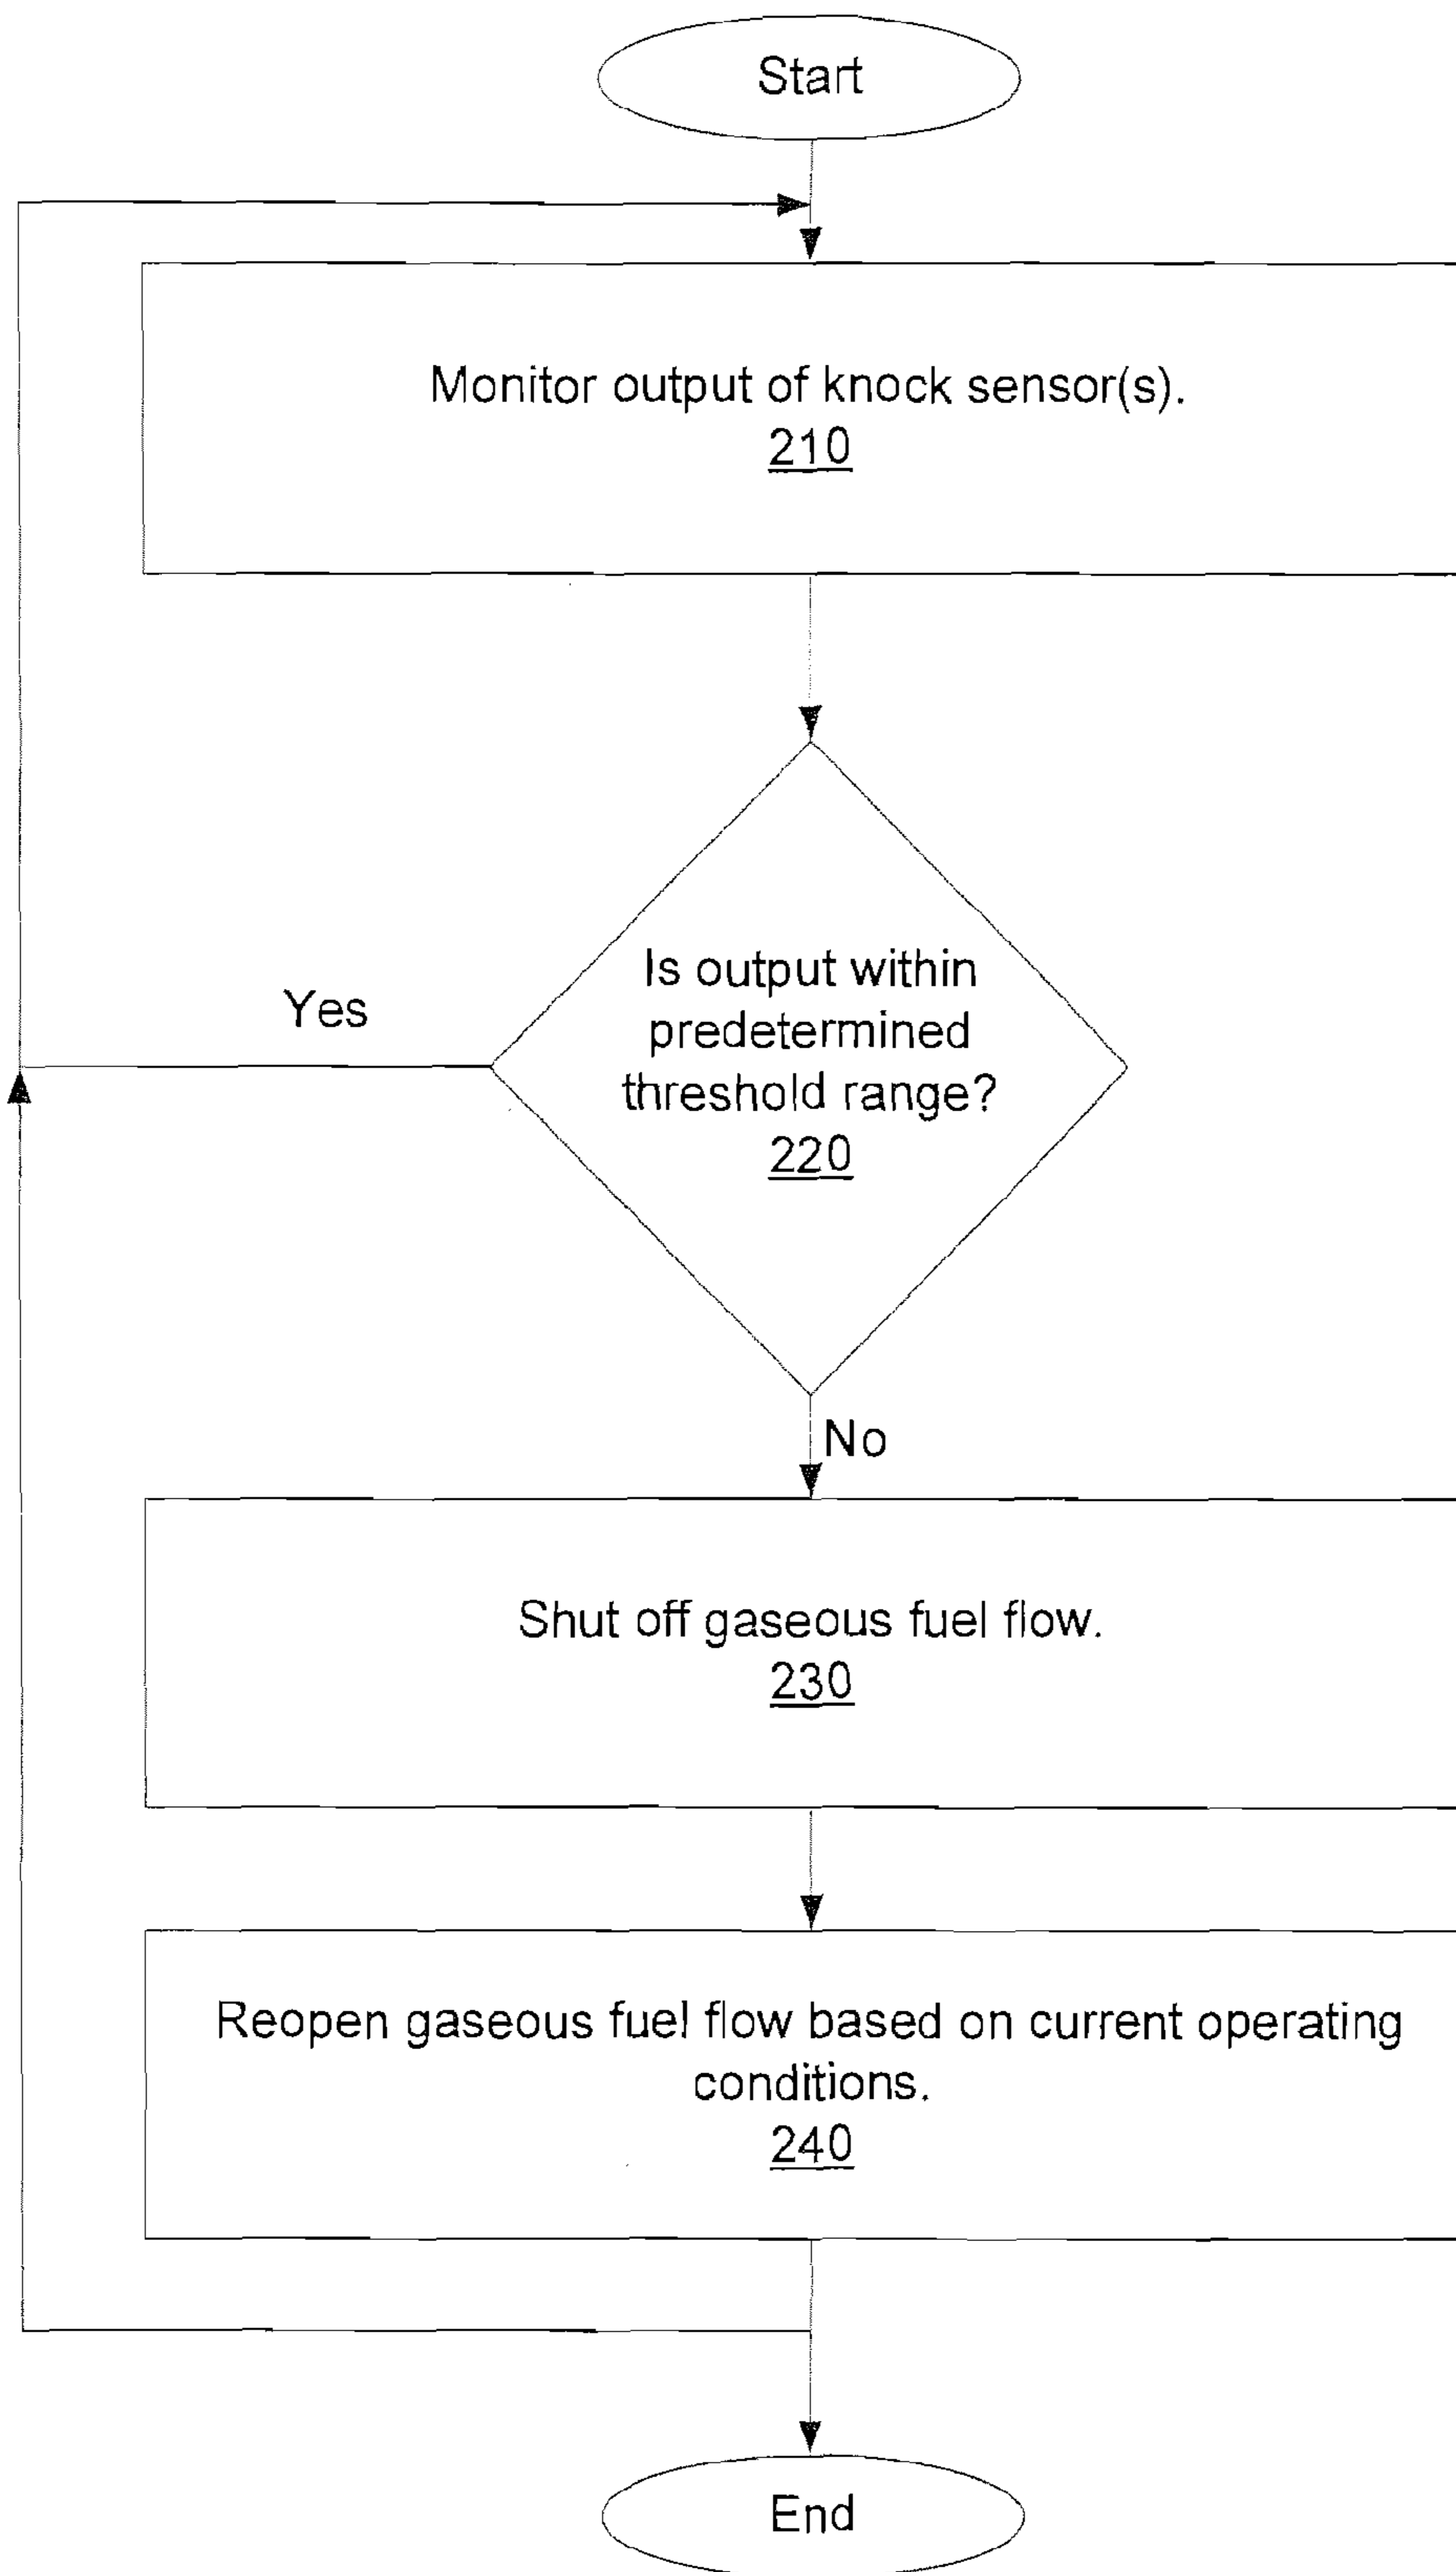 Start
Monitor output of knock sensor(s).
210
Is output within
predetermined
threshold range?
220
Yes
No
Shut off gaseous fuel flow.
230
Reopen gaseous fuel flow based on current operating
conditions.
240
End